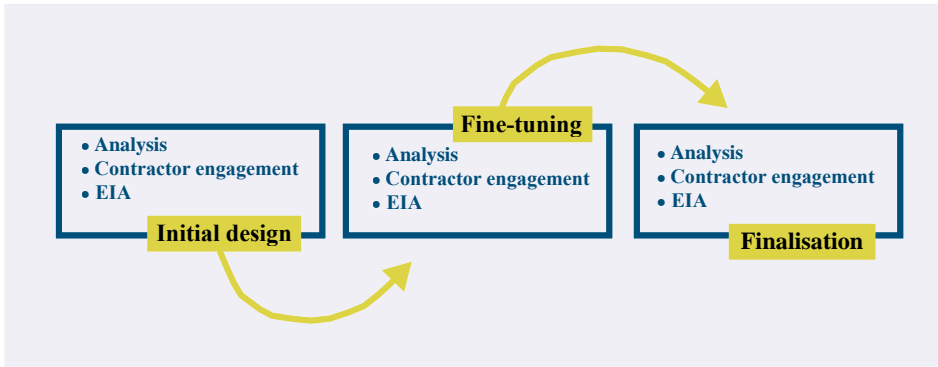 • Analysis
• Contractor engagement
• EIA
Initial design
Fine-tuning
• Analysis
• Contractor engagement
• EIA
• Analysis
• Contractor engagement
• EIA
Finalisation